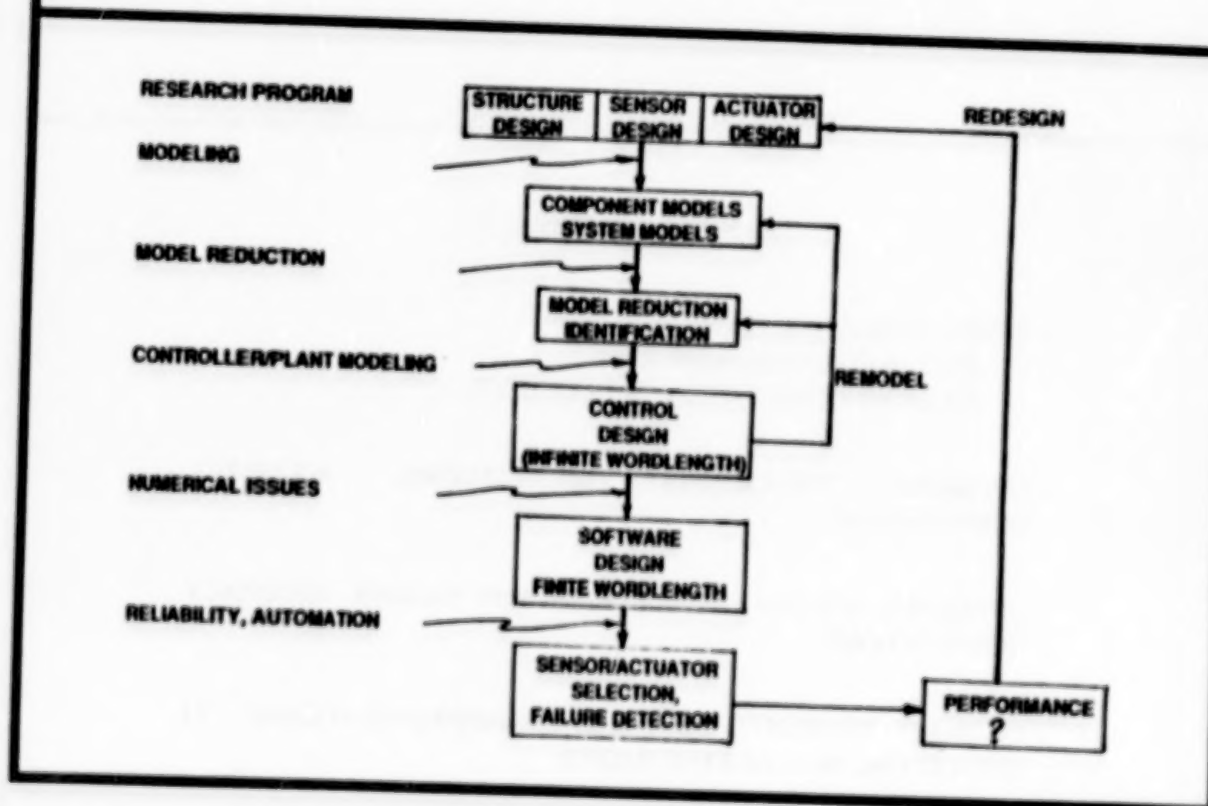 RESEARCH PROGRAM
STRUCTURE
DESIGN
SENSOR
DESIGN
ACTUATOR
DESIGN
REDESIGN
MODELING
COMPONENT MODELS
SYSTEM MODELS
MODEL REDUCTION
MODEL REDUCTION
IDENTIFICATION
CONTROLLER/PLANT MODELING
REMODEL
CONTROL
DESIGN
(INFINITE WORDLENGTH)
NUMERICAL ISSUES
SOFTWARE
DESIGN
FINITE WORDLENGTH
RELIABILITY, AUTOMATION
SENSOR/ACTUATOR
SELECTION,
FAILURE DETECTION
PERFORMANCE
?